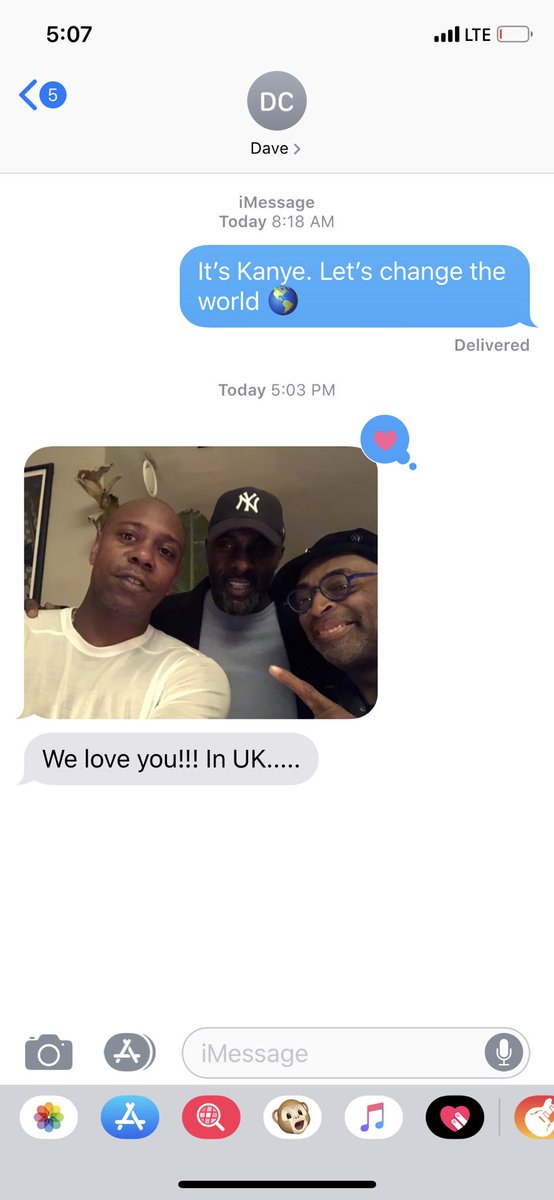 5:07
LTE
5
DC
Dave
iMessage
Today 8:18 AM
It’s Kanye. Let’s change the
world 🌎
Delivered
Today 5:03 PM
NY
We love you!!! In UK.....
iMessage